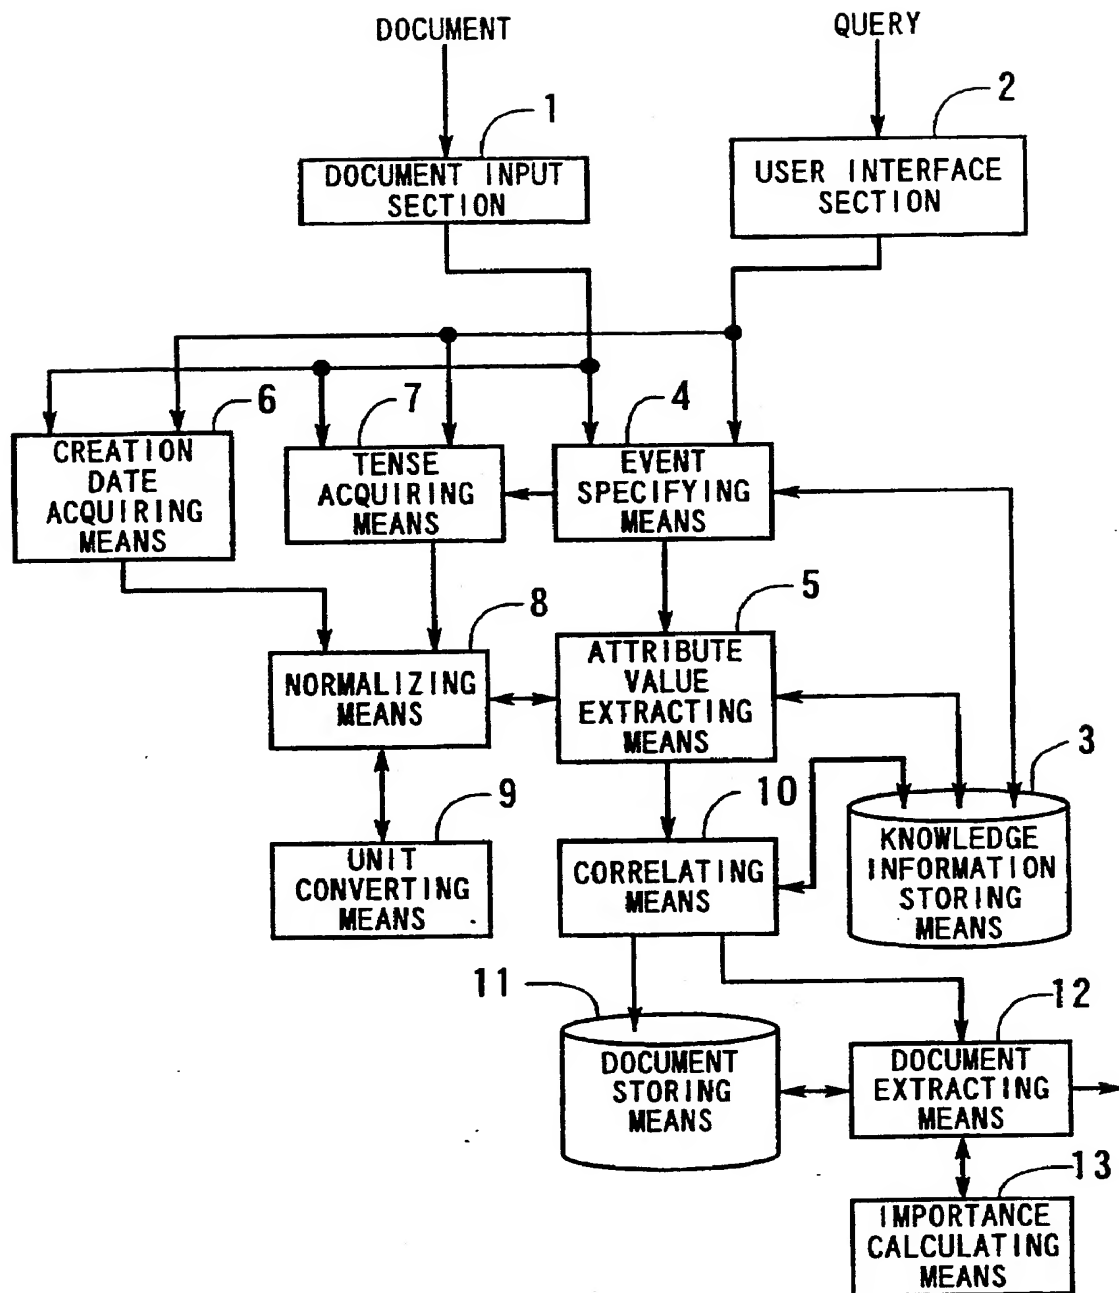 DOCUMENT
QUERY
1
2
DOCUMENT INPUT
SECTION
USER INTERFACE
SECTION
6
7
4
CREATION
DATE
ACQUIRING
MEANS
TENSE
ACQUIRING
MEANS
EVENT
SPECIFYING
MEANS
8
5
NORMALIZING
MEANS
ATTRIBUTE
VALUE
EXTRACTING
MEANS
9
10
3
UNIT
CONVERTING
MEANS
CORRELATING
MEANS
KNOWLEDGE
INFORMATION
STORING
MEANS
11
12
DOCUMENT
STORING
MEANS
DOCUMENT
EXTRACTING
MEANS
13
IMPORTANCE
CALCULATING
MEANS